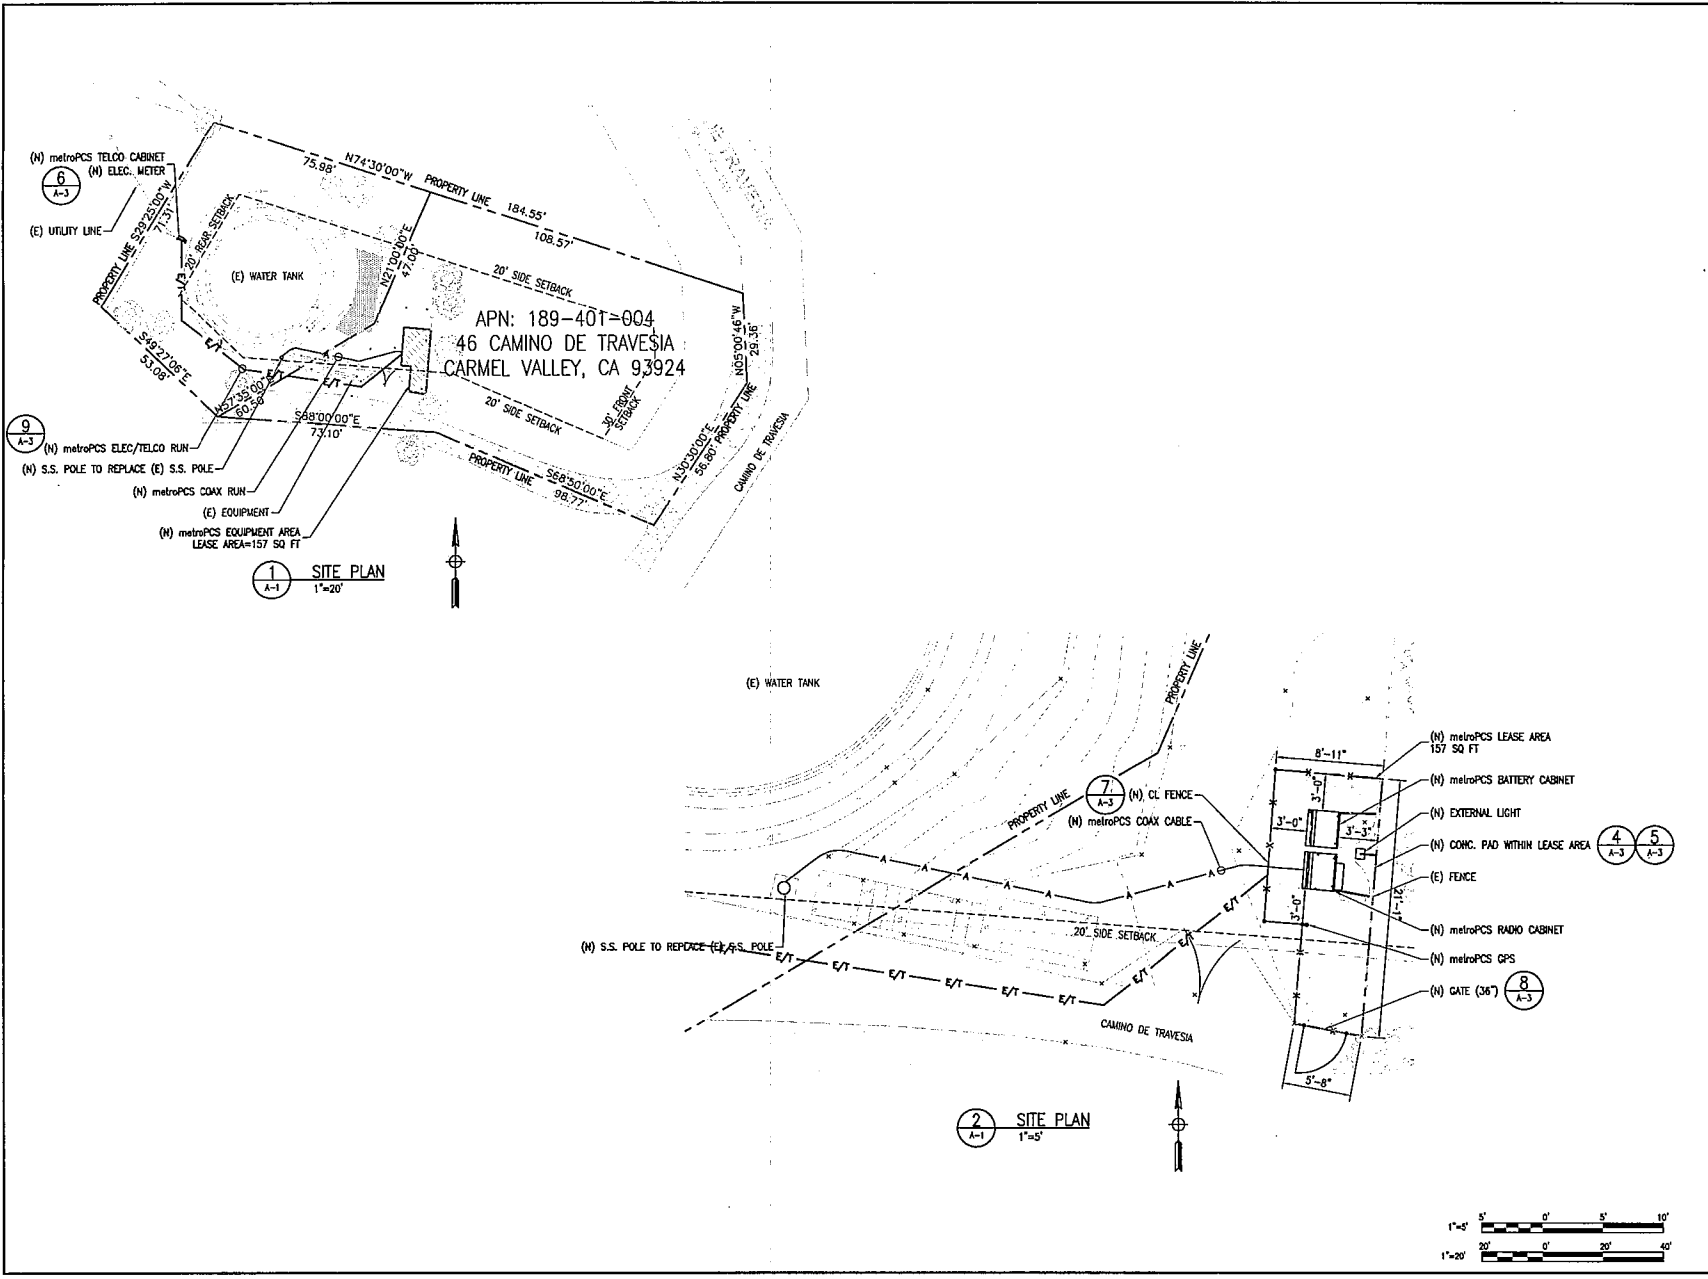 (N) metroPCS TELCO CABINET
(N) ELEC. METER
6
A-3
(E) UTILITY LINE
PROPERTY LINE S29°25'00"W
71.31'
20' REAR SETBACK
75.98'
N74°30'00"W
PROPERTY LINE
184.55'
108.57'
N21°00'00"E
47.00'
(E) WATER TANK
20' SIDE SETBACK
APN: 189-401-004
46 CAMINO DE TRAVESIA
CARMEL VALLEY, CA 93924
N05°00'46"W
29.36'
S49°27'06"E
53.08'
E/T
A
E/T
E/T
N57°35'00"E
60.50'
S88°00'00"E
73.10'
20' SIDE SETBACK
30' FRONT
SETBACK
N30°30'00"E
56.80' PROPERTY LINE
CAMINO DE TRAVESIA
PROPERTY LINE
S68°50'00"E
98.77'
9
A-3
(N) metroPCS ELEC/TELCO RUN
(N) S.S. POLE TO REPLACE (E) S.S. POLE
(N) metroPCS COAX RUN
(E) EQUIPMENT
(N) metroPCS EQUIPMENT AREA
LEASE AREA=157 SQ FT
1
A-1
SITE PLAN
1"=20'
(E) WATER TANK
PROPERTY LINE
PROPERTY LINE
7
A-3
(N) CL FENCE
(N) metroPCS COAX CABLE
8'-11"
3'-0"
3'-0"
3'-3"
3'-0"
21'-11"
5'-8"
(N) metroPCS LEASE AREA
157 SQ FT
(N) metroPCS BATTERY CABINET
(N) EXTERNAL LIGHT
(N) CONC. PAD WITHIN LEASE AREA
4
A-3
5
A-3
(E) FENCE
(N) metroPCS RADIO CABINET
(N) metroPCS GPS
(N) GATE (36")
8
A-3
A A A A A A A
20' SIDE SETBACK
(N) S.S. POLE TO REPLACE (E) S.S. POLE
E/T E/T E/T E/T E/T E/T E/T E/T E/T
CAMINO DE TRAVESIA
2
A-1
SITE PLAN
1"=5'
1"=5' 5' 0' 5' 10'
1"=20' 20' 0' 20' 40'